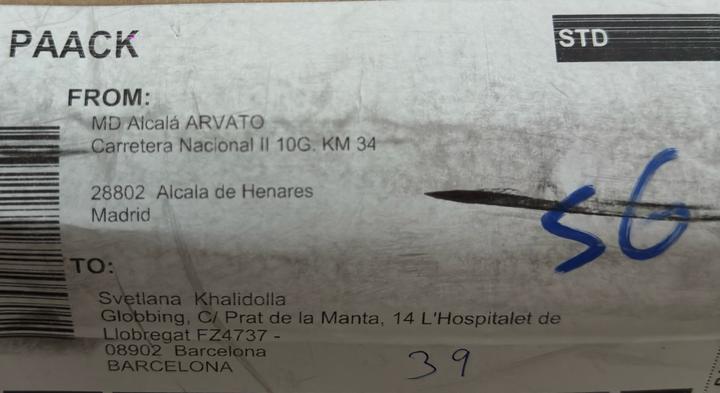 PAACK
STD
FROM:
MD Alcalá ARVATO
Carretera Nacional II 10G. KM 34
28802 Alcala de Henares
Madrid
SG
TO:
Svetlana Khalidolla
Globbing, C/ Prat de la Manta, 14 L'Hospitalet de
Llobregat FZ4737 -
08902 Barcelona
BARCELONA
39